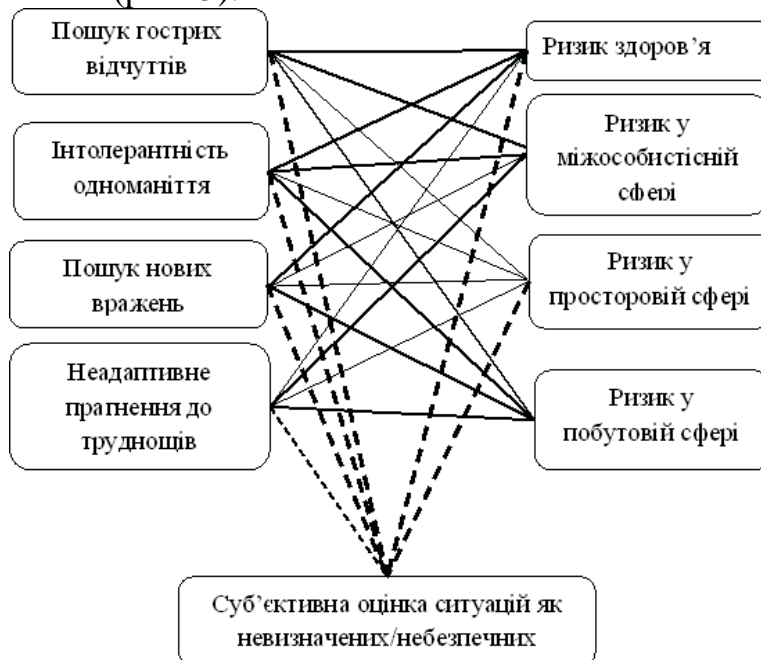 Пошук гострих
відчуттів
Інтолерантність
одноманіття
Пошук нових
вражень
Неадаптивне
прагнення до
труднощів
Ризик здоров’я
Ризик у
міжособистісній
сфері
Ризик у
просторовій сфері
Ризик у
побутовій сфері
Суб’єктивна оцінка ситуацій як
невизначених/небезпечних